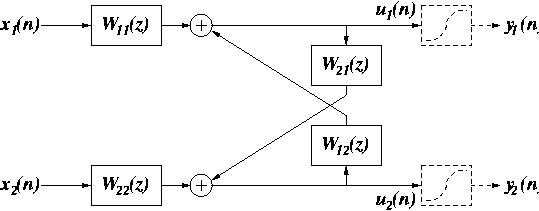 x1(n) W11(z) + u1(n) y1(n)
W21(z)
W12(z)
x2(n) W22(z) + u2(n) y2(n)